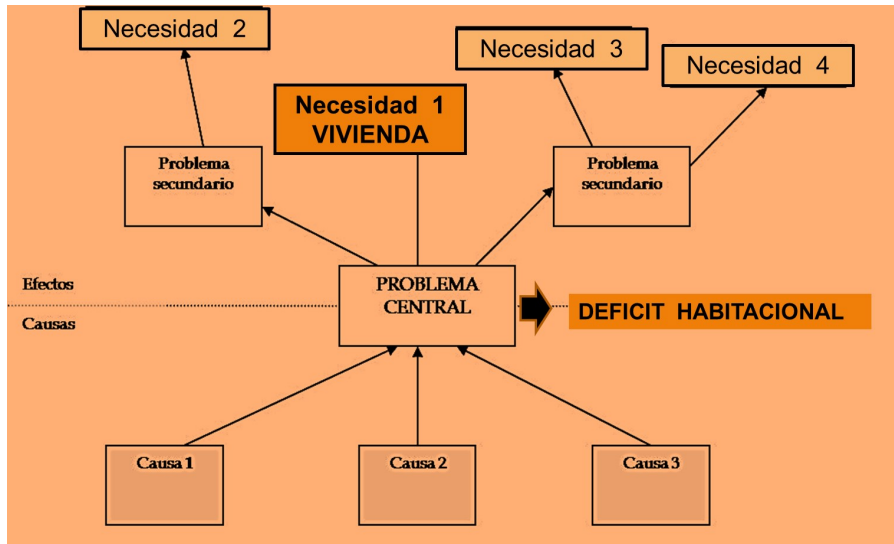 Necesidad 2
Necesidad 3
Necesidad 4
Necesidad 1
VIVIENDA
Problema
secundario
Problema
secundario
Efectos
PROBLEMA
CENTRAL
DEFICIT HABITACIONAL
Causas
Causa 1
Causa 2
Causa 3